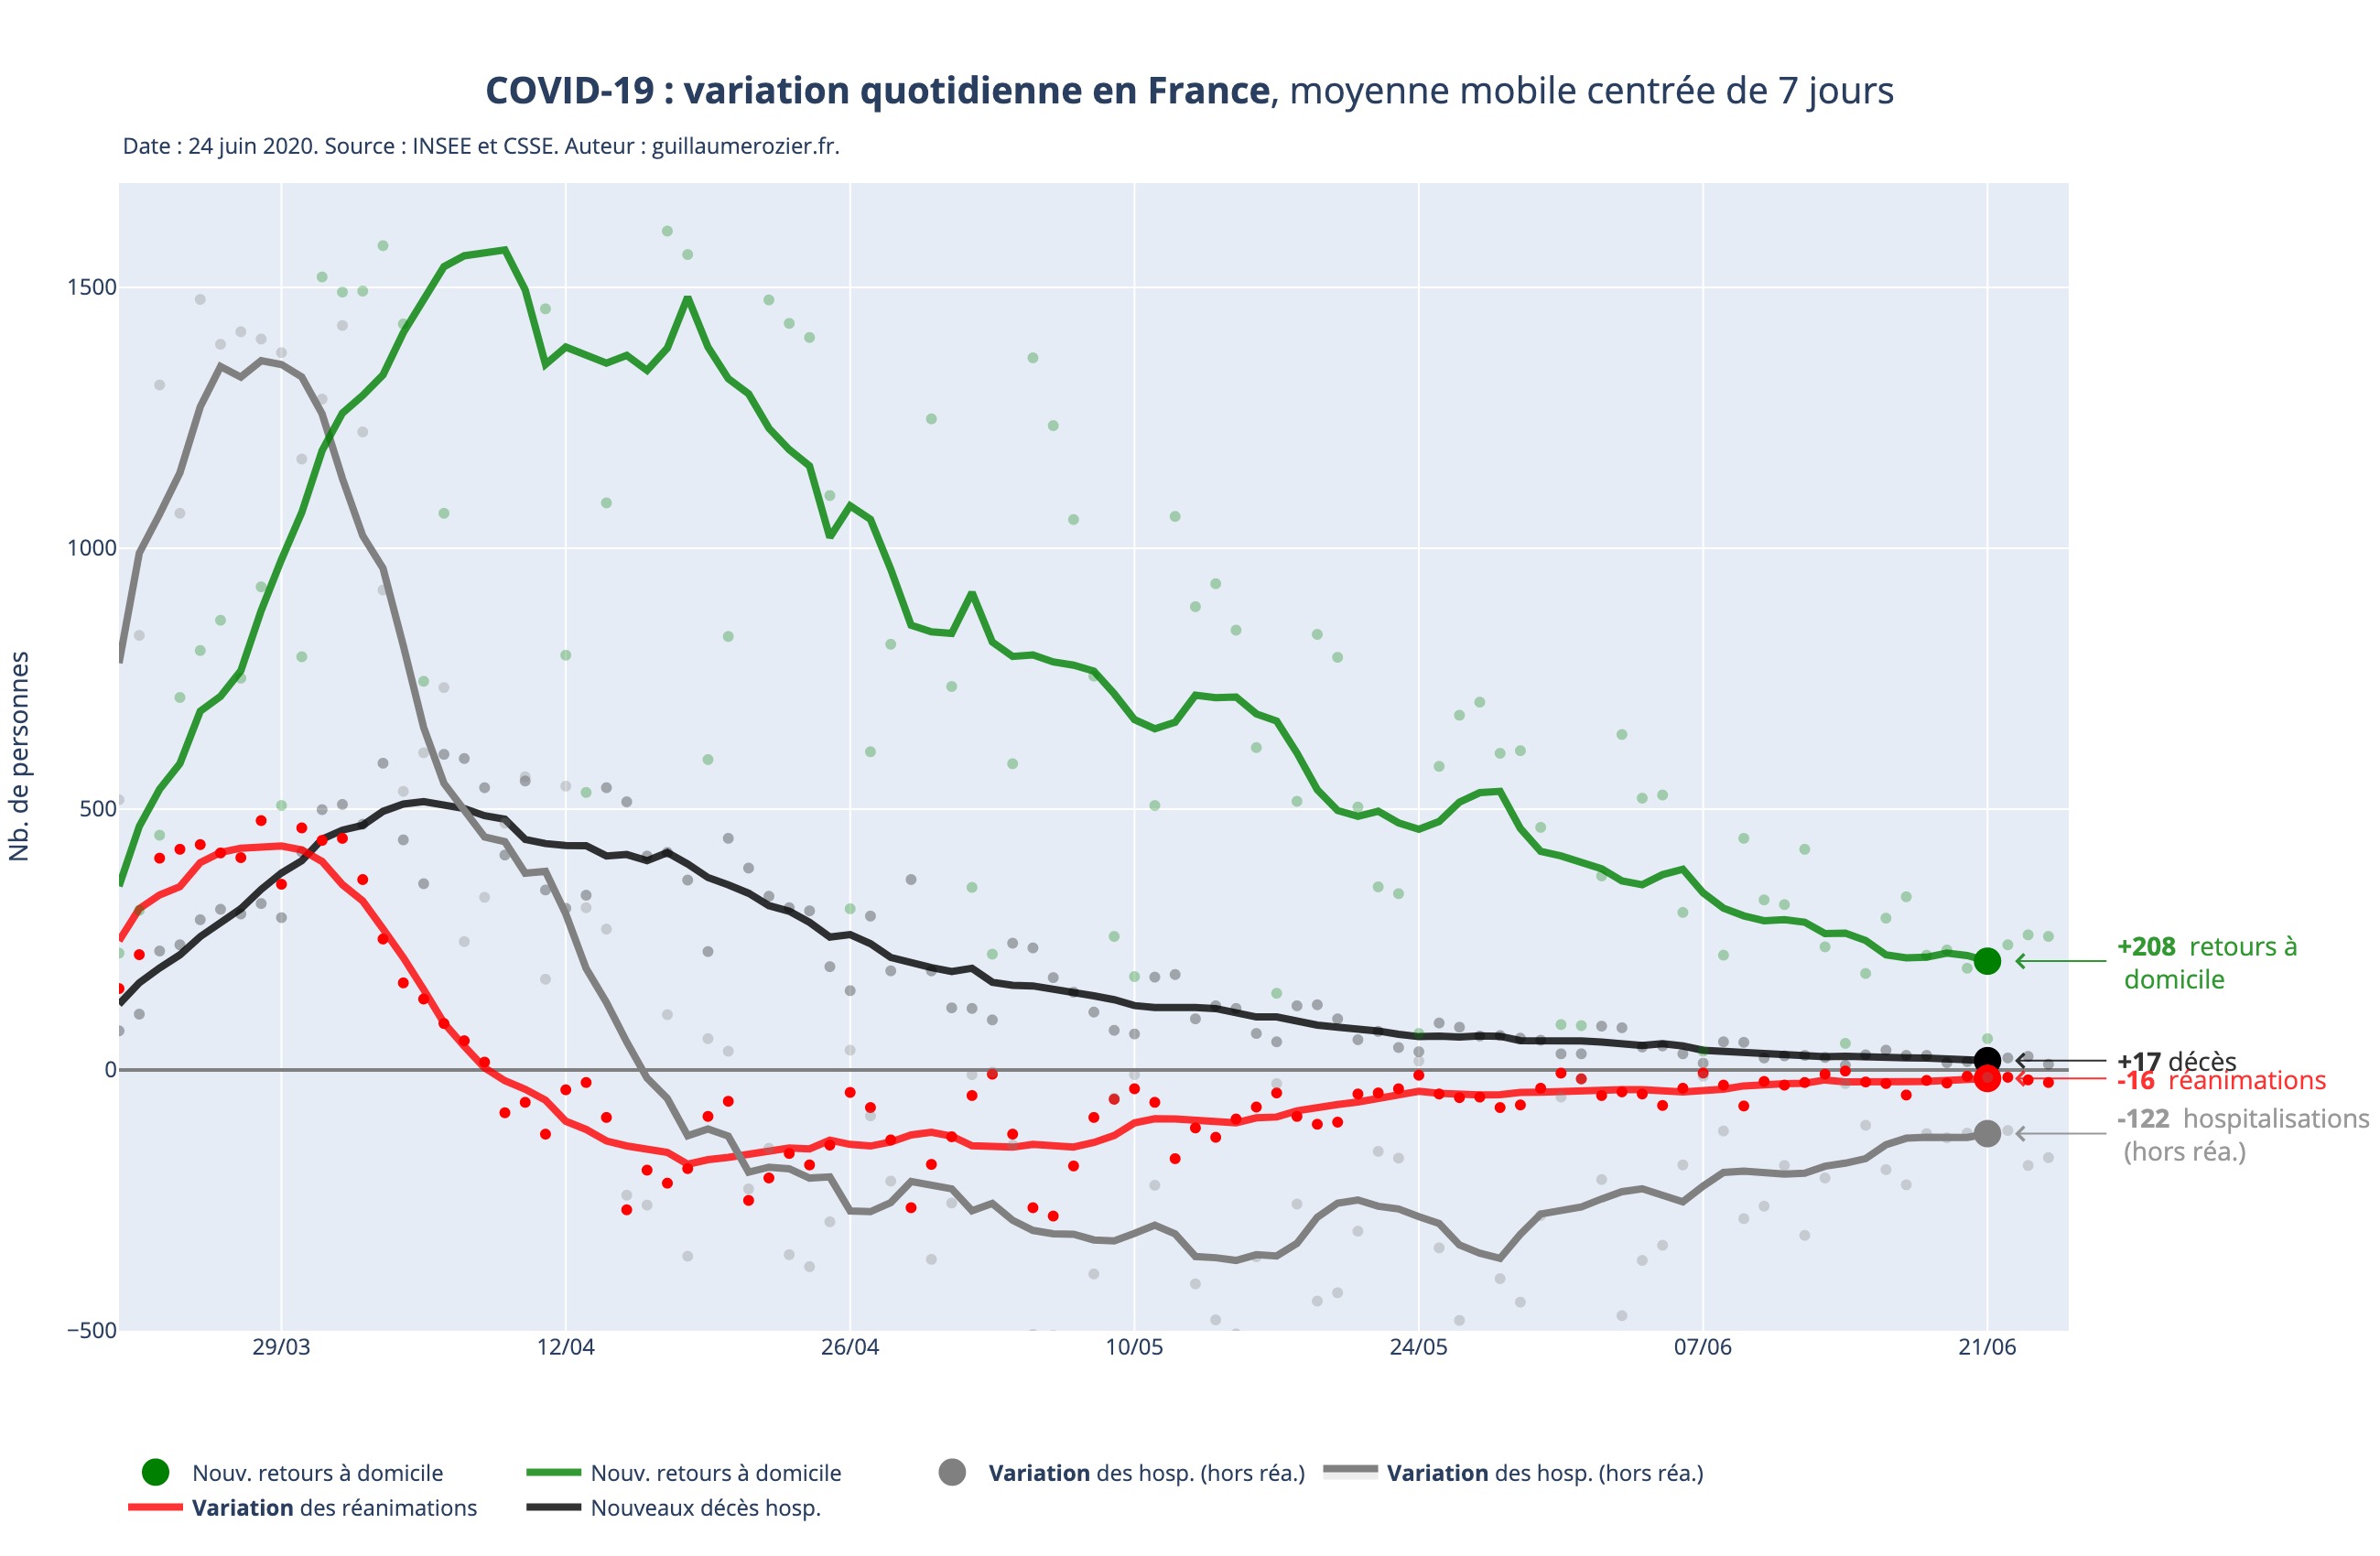 COVID-19 : variation quotidienne en France, moyenne mobile centrée de 7 jours
Date : 24 juin 2020. Source : INSEE et CSSE. Auteur : guillaumerozier.fr.
Nb. de personnes
1500
1000
500
0
−500
29/03
12/04
26/04
10/05
24/05
07/06
21/06
+208 retours à
domicile
+17 décès
-16 réanimations
-122 hospitalisations
(hors réa.)
Nouv. retours à domicile
Nouv. retours à domicile
Variation des hosp. (hors réa.)
Variation des hosp. (hors réa.)
Variation des réanimations
Nouveaux décès hosp.